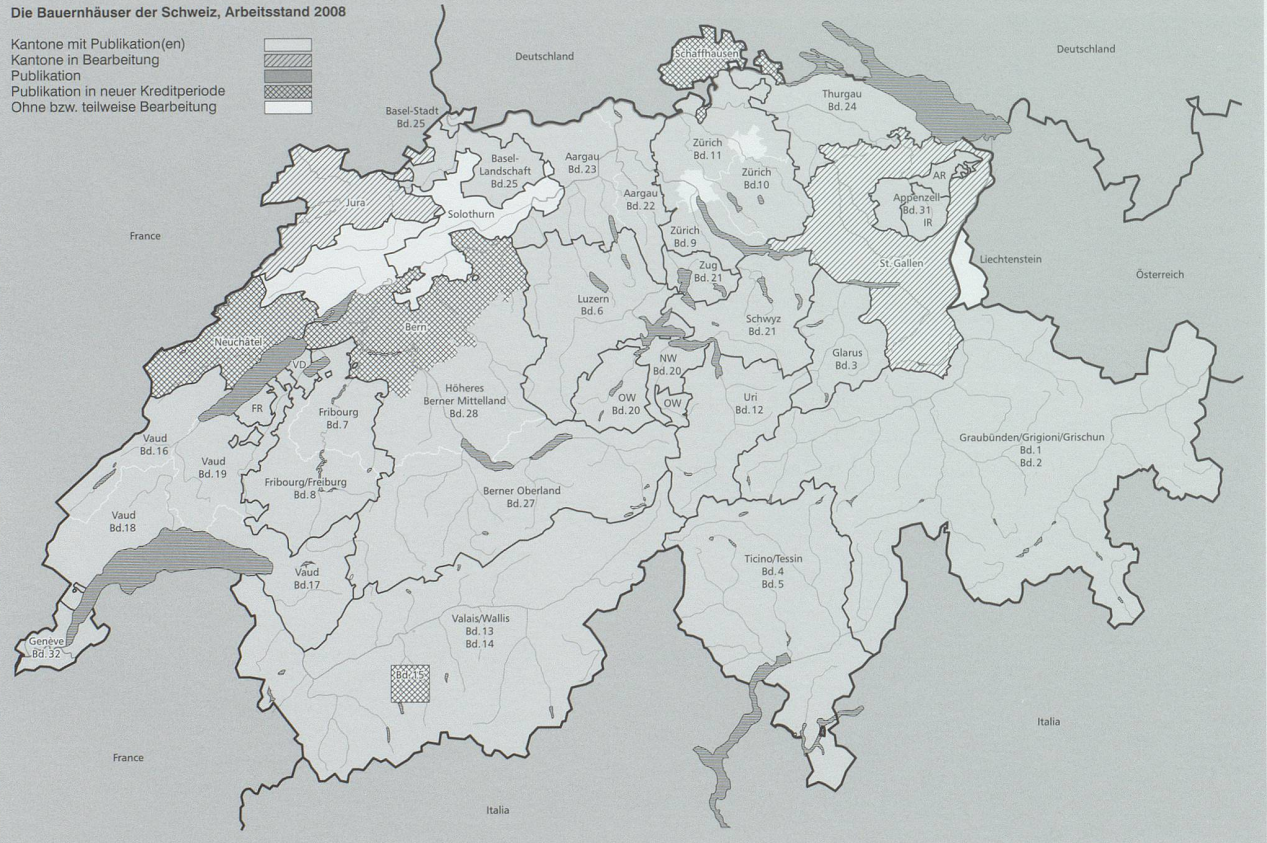 Die Bauernhäuser der Schweiz, Arbeitsstand 2008
Kantone mit Publikation(en)
Kantone in Bearbeitung
Publikation
Publikation in neuer Kreditperiode
Ohne bzw. teilweise Bearbeitung
Deutschland
Deutschland
Schaffhausen
Thurgau
Bd. 24
Basel-Stadt
Bd. 25
Basel-
Landschaft
Bd. 25
Aargau
Bd. 23
Zürich
Bd. 11
Zürich
Bd.10
Aargau
Bd. 22
AR
Appenzell
Bd. 31
IR
Jura
Solothurn
France
Zürich
Bd. 9
Zug
Bd. 21
St. Gallen
Liechtenstein
Österreich
Luzern
Bd. 6
Schwyz
Bd. 21
Bern
Neuchâtel
VD
NW
Bd. 20
Glarus
Bd. 3
Höheres
Berner Mittelland
Bd. 28
OW
Bd. 20
OW
Uri
Bd. 12
FR
Fribourg
Bd. 7
Vaud
Bd. 16
Vaud
Bd. 19
Graubünden/Grigioni/Grischun
Bd. 1
Bd. 2
Fribourg/Freiburg
Bd. 8
Berner Oberland
Bd. 27
Vaud
Bd.18
Vaud
Bd.17
Ticino/Tessin
Bd. 4
Bd. 5
Valais/Wallis
Bd. 13
Bd. 14
Genève
Bd. 32
Bd. 15
Italia
France
Italia